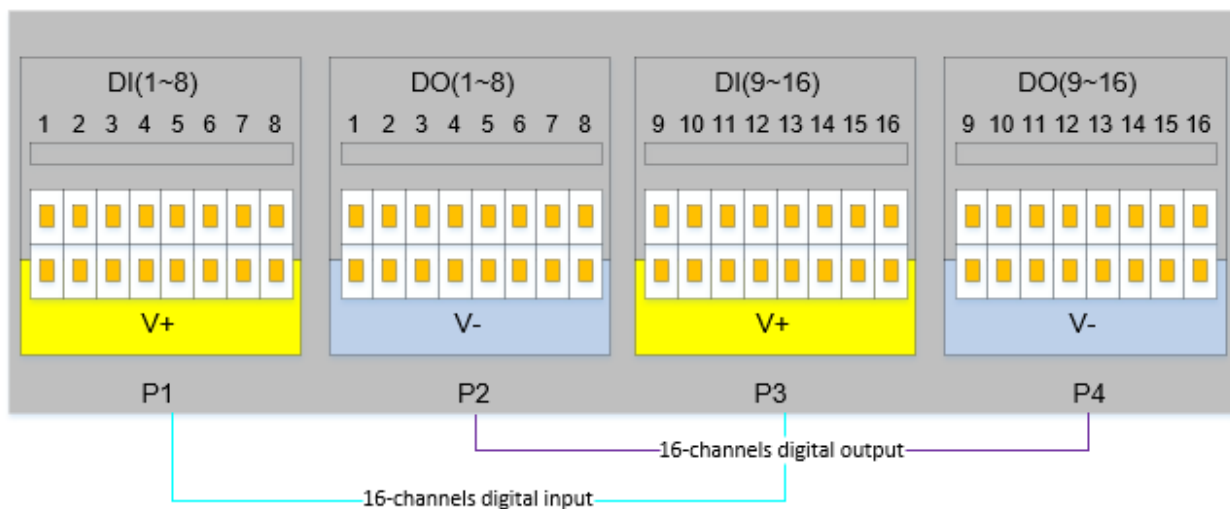 DI(1~8) DO(1~8) DI(9~16) DO(9~16)
1 2 3 4 5 6 7 8 1 2 3 4 5 6 7 8 9 10 11 12 13 14 15 16 9 10 11 12 13 14 15 16
V+ V- V+ V-
P1 P2 P3 P4
16-channels digital output
16-channels digital input